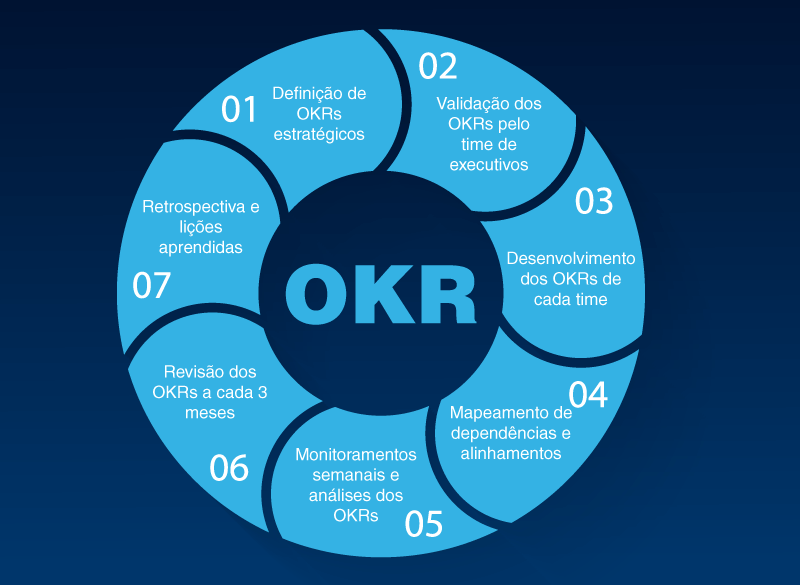 01
Definição de
OKRs
estratégicos
02
Validação dos
OKRs pelo
time de
executivos
03
Desenvolvimento
dos OKRs de
cada time
04
Mapeamento de
dependências e
alinhamentos
Monitoramentos
semanais e
análises dos
OKRs
05
Revisão dos
OKRs a cada 3
meses
06
Retrospectiva e
lições
aprendidas
07
OKR